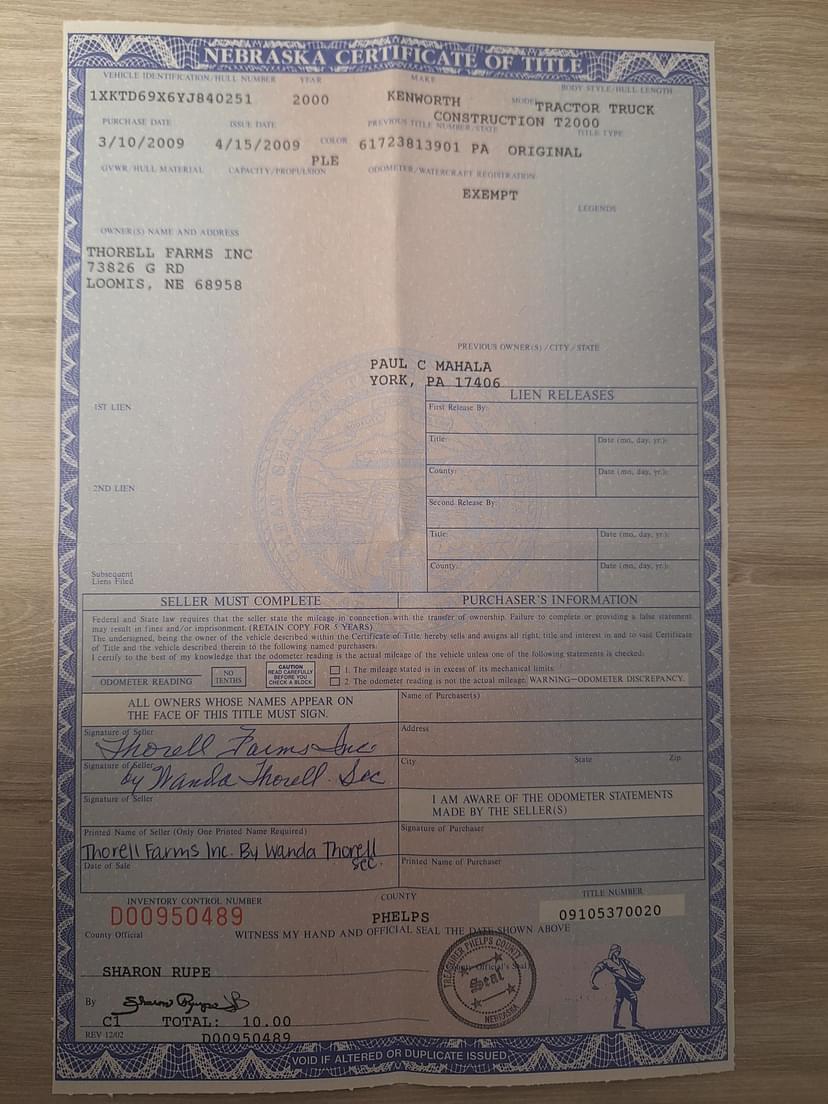 NEBRASKA CERTIFICATE OF TITLE
VEHICLE IDENTIFICATION/HULL NUMBER YEAR MAKE BODY STYLE/HULL LENGTH
1XKTD69X6YJ840251 2000 KENWORTH MODEL TRACTOR TRUCK
CONSTRUCTION T2000
PURCHASE DATE ISSUE DATE COLOR PREVIOUS TITLE NUMBER/STATE TITLE TYPE
3/10/2009 4/15/2009 PLE 61723813901 PA ORIGINAL
GVWR/HULL MATERIAL CAPACITY/PROPULSION ODOMETER/WATERCRAFT REGISTRATION
EXEMPT
LEGENDS
OWNER(S) NAME AND ADDRESS
THORELL FARMS INC
73826 G RD
LOOMIS, NE 68958
PREVIOUS OWNER(S)/CITY/STATE
PAUL C MAHALA
YORK, PA 17406
LIEN RELEASES
1ST LIEN
First Release By:
Title: Date (mo, day, yr.):
County: Date (mo, day, yr.):
2ND LIEN
Second Release By:
Title: Date (mo, day, yr.):
County: Date (mo, day, yr.):
Subsequent
Liens Filed
SELLER MUST COMPLETE PURCHASER'S INFORMATION
Federal and State law requires that the seller state the mileage in connection with the transfer of ownership. Failure to complete or providing a false statement
may result in fines and/or imprisonment. (RETAIN COPY FOR 5 YEARS)
The undersigned, being the owner of the vehicle described within the Certificate of Title, hereby sells and assigns all right, title and interest in and to said Certificate
of Title and the vehicle described therein to the following named purchasers.
I certify to the best of my knowledge that the odometer reading is the actual mileage of the vehicle unless one of the following statements is checked:
ODOMETER READING
NO
TENTHS
CAUTION
READ CAREFULLY
BEFORE YOU
CHECK A BLOCK
1. The mileage stated is in excess of its mechanical limits.
2. The odometer reading is not the actual mileage. WARNING—ODOMETER DISCREPANCY.
ALL OWNERS WHOSE NAMES APPEAR ON
THE FACE OF THIS TITLE MUST SIGN.
Name of Purchaser(s)
Signature of Seller
Thorell Farms Inc.
Address
Signature of Seller
by Wanda Thorell. Sec
City State Zip
Signature of Seller
I AM AWARE OF THE ODOMETER STATEMENTS
MADE BY THE SELLER(S)
Printed Name of Seller (Only One Printed Name Required)
Thorell Farms Inc. By Wanda Thorell
Sec.
Signature of Purchaser
Date of Sale
Printed Name of Purchaser
INVENTORY CONTROL NUMBER COUNTY TITLE NUMBER
D00950489 PHELPS 09105370020
County Official WITNESS MY HAND AND OFFICIAL SEAL THE DATE SHOWN ABOVE
(County Official's Seal)
TREASURER PHELPS COUNTY
Seal
NEBRASKA
SHARON RUPE
By Sharon Rupe
C1 TOTAL: 10.00
REV 12/02 D00950489
VOID IF ALTERED OR DUPLICATE ISSUED